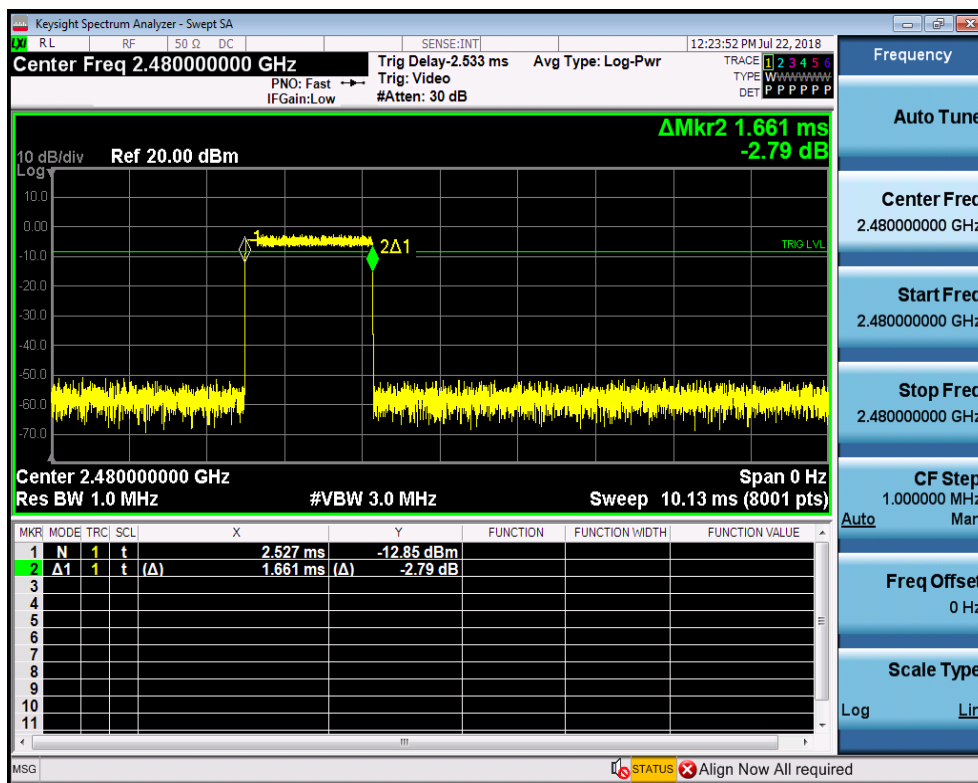 Keysight Spectrum Analyzer - Swept SA
LXI RL RF 50 Ω DC SENSE:INT 12:23:52 PM Jul 22, 2018
Center Freq 2.480000000 GHz
PNO: Fast
IFGain:Low
Trig Delay-2.533 ms
Trig: Video
#Atten: 30 dB
Avg Type: Log-Pwr
TRACE 1 2 3 4 5 6
TYPE W W W W W W
DET P P P P P P
ΔMkr2 1.661 ms
-2.79 dB
10 dB/div Ref 20.00 dBm
Log
10.0
0.00
-10.0
-20.0
-30.0
-40.0
-50.0
-60.0
-70.0
1
2Δ1
TRIG LVL
Center 2.480000000 GHz Span 0 Hz
Res BW 1.0 MHz #VBW 3.0 MHz Sweep 10.13 ms (8001 pts)
MKR MODE TRC SCL X Y FUNCTION FUNCTION WIDTH FUNCTION VALUE
1 N 1 t 2.527 ms -12.85 dBm
2 Δ1 1 t (Δ) 1.661 ms (Δ) -2.79 dB
3
4
5
6
7
8
9
10
11
MSG STATUS Align Now All required
Frequency
Auto Tune
Center Freq
2.480000000 GHz
Start Freq
2.480000000 GHz
Stop Freq
2.480000000 GHz
CF Step
1.000000 MHz
Auto Man
Freq Offset
0 Hz
Scale Type
Log Lin